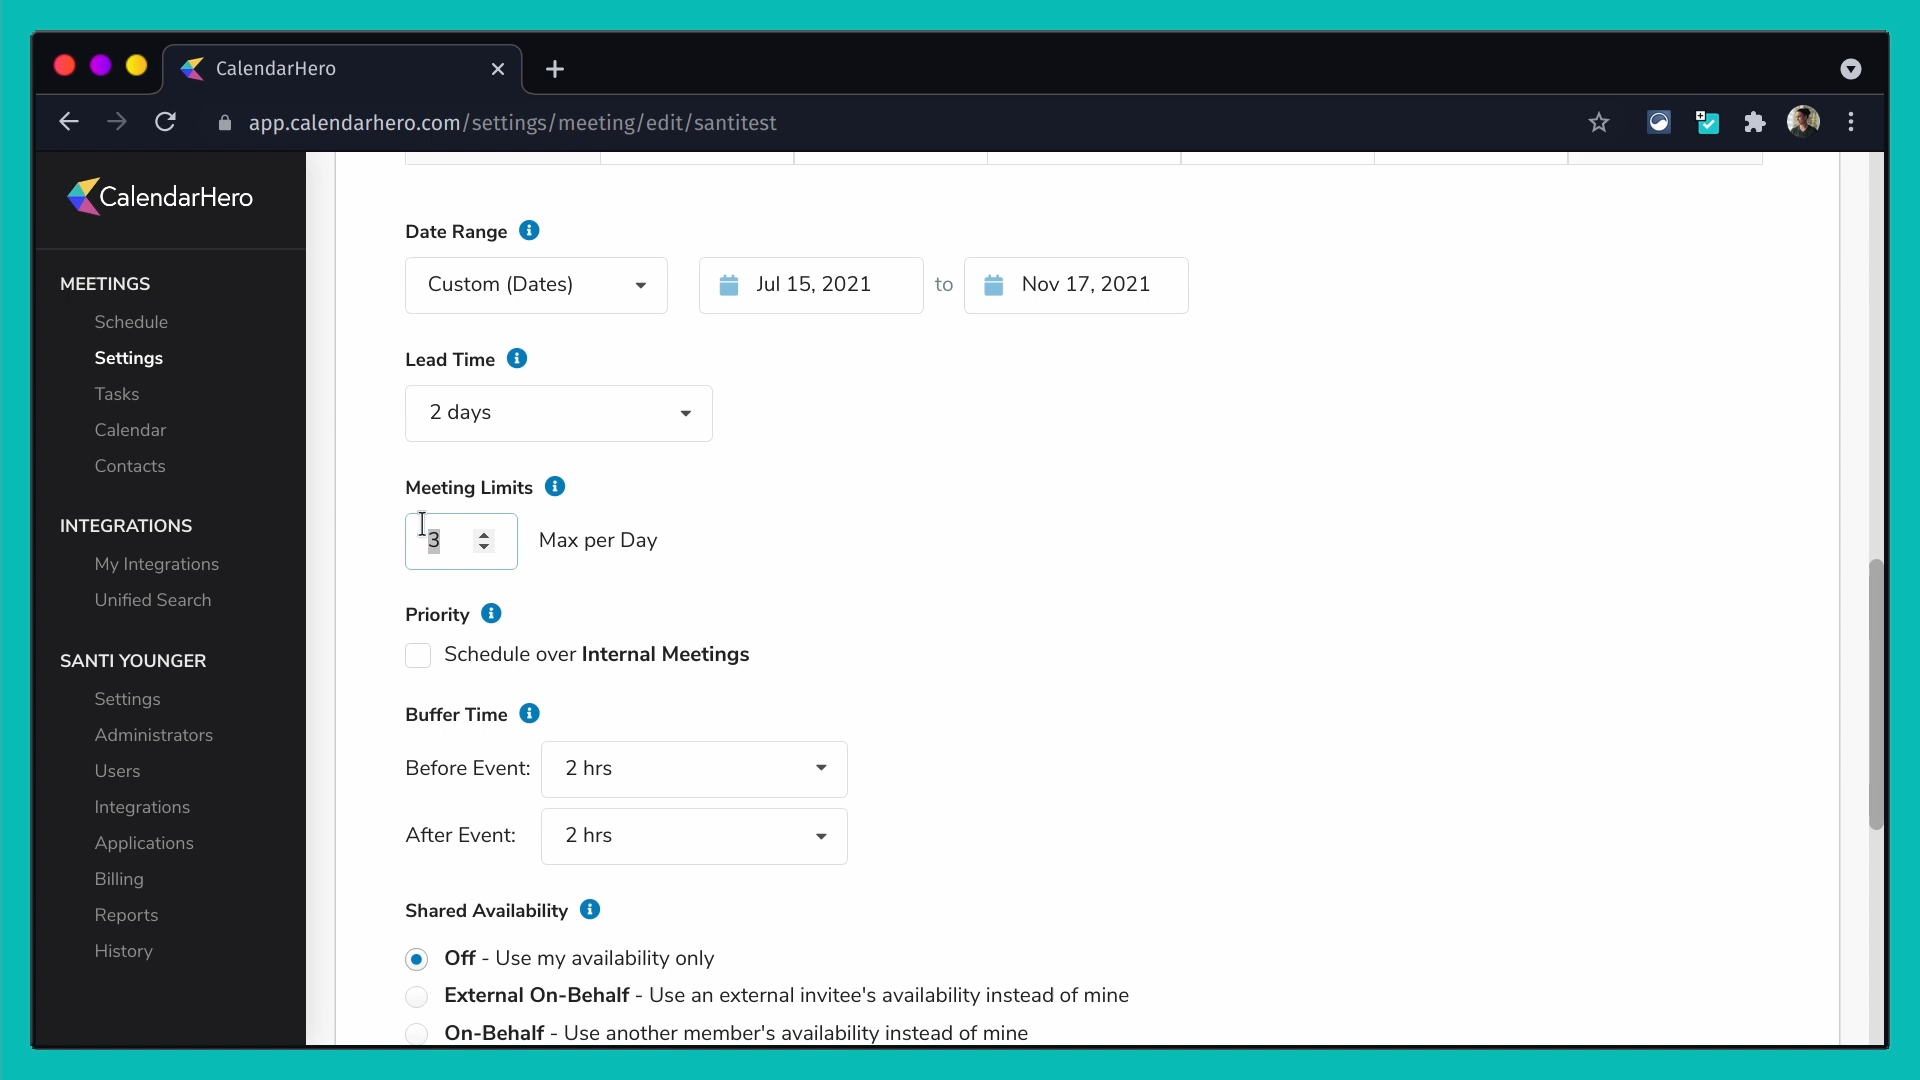 CalendarHero
app.calendarhero.com/settings/meeting/edit/santitest
CalendarHero
MEETINGS
Schedule
Settings
Tasks
Calendar
Contacts
INTEGRATIONS
My Integrations
Unified Search
SANTI YOUNGER
Settings
Administrators
Users
Integrations
Applications
Billing
Reports
History
Date Range
Custom (Dates) Jul 15, 2021 to Nov 17, 2021
Lead Time
2 days
Meeting Limits
3 Max per Day
Priority
Schedule over Internal Meetings
Buffer Time
Before Event: 2 hrs
After Event: 2 hrs
Shared Availability
Off - Use my availability only
External On-Behalf - Use an external invitee's availability instead of mine
On-Behalf - Use another member's availability instead of mine